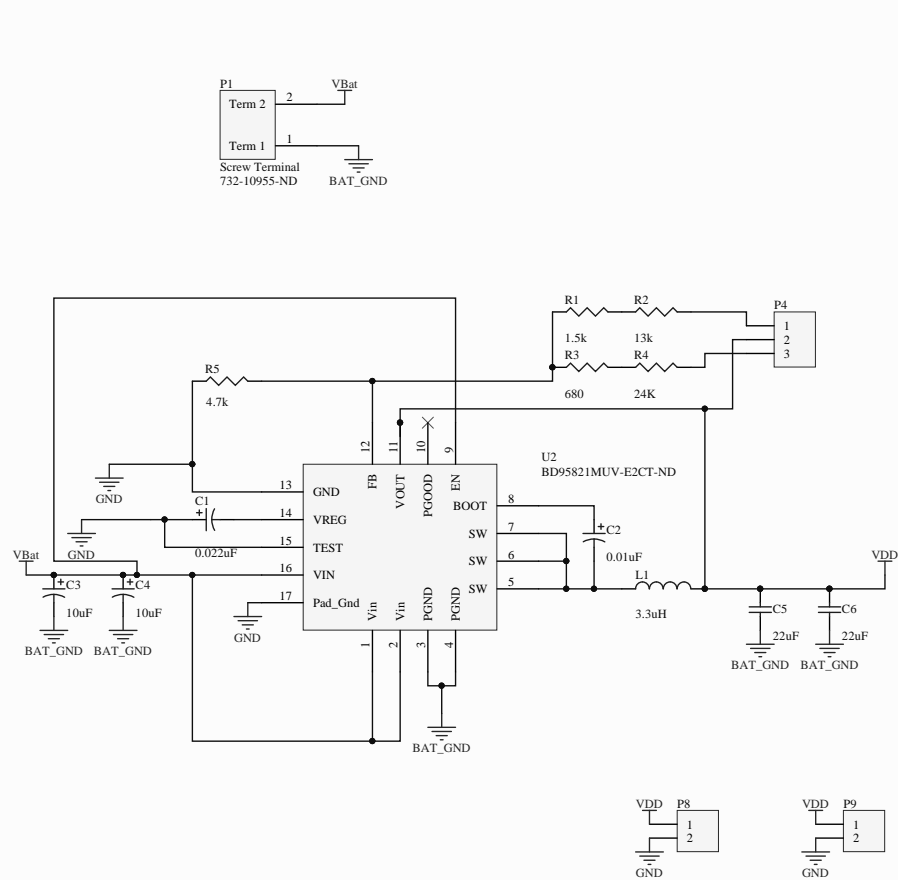 P1
VBat
Term 2
2
Term 1
1
Screw Terminal
732-10955-ND
BAT_GND
R1
R2
P4
1
1.5k
13k
2
R3
R4
3
R5
680
24K
4.7k
12
11
10
9
U2
BD95821MUV-E2CT-ND
FB
VOUT
PGOOD
EN
GND
13
GND
8
BOOT
C1
14
VREG
7
SW
C2
GND
0.022uF
15
TEST
6
SW
0.01uF
VBat
VDD
16
VIN
5
SW
L1
C3
C4
10uF
10uF
17
Pad_Gnd
Vin
Vin
PGND
PGND
3.3uH
C5
C6
GND
22uF
22uF
BAT_GND
BAT_GND
1
2
3
4
BAT_GND
BAT_GND
BAT_GND
VDD
P8
1
2
GND
VDD
P9
1
2
GND